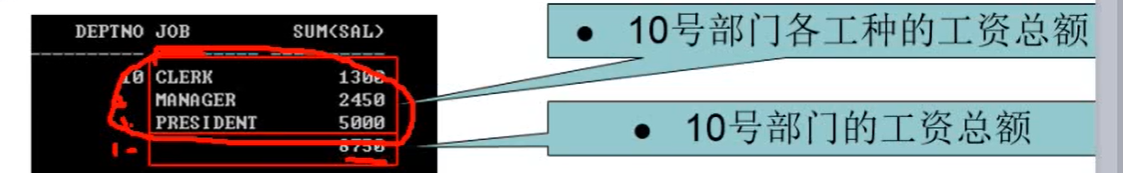 DEPTNO JOB SUM(SAL)
● 10号部门各工种的工资总额
10 CLERK 1300
MANAGER 2450
PRESIDENT 5000
8750
● 10号部门的工资总额